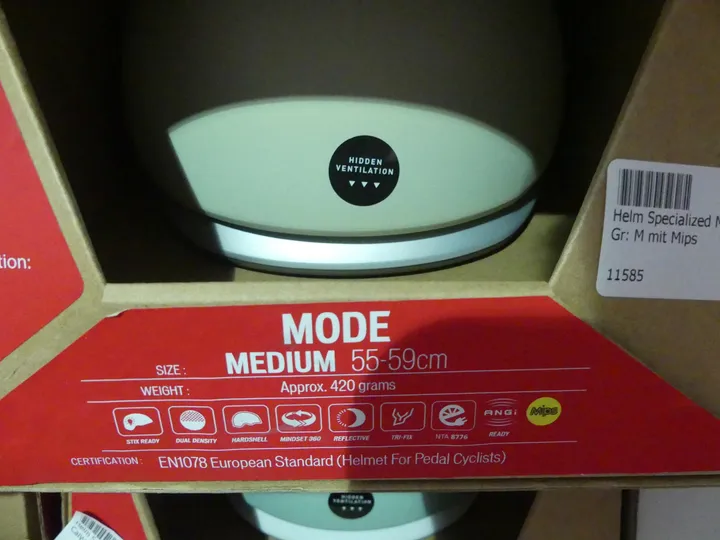 HIDDEN
VENTILATION
Helm Specialized
Gr: M mit Mips
11585
tion:
MODE
SIZE : MEDIUM 55-59cm
WEIGHT : Approx. 420 grams
STIX READY DUAL DENSITY HARDSHELL MINDSET 360 REFLECTIVE TRI-FIX NTA 8776 ANGi READY Mips
CERTIFICATION : EN1078 European Standard (Helmet For Pedal Cyclists)
HIDDEN
VENTILATION